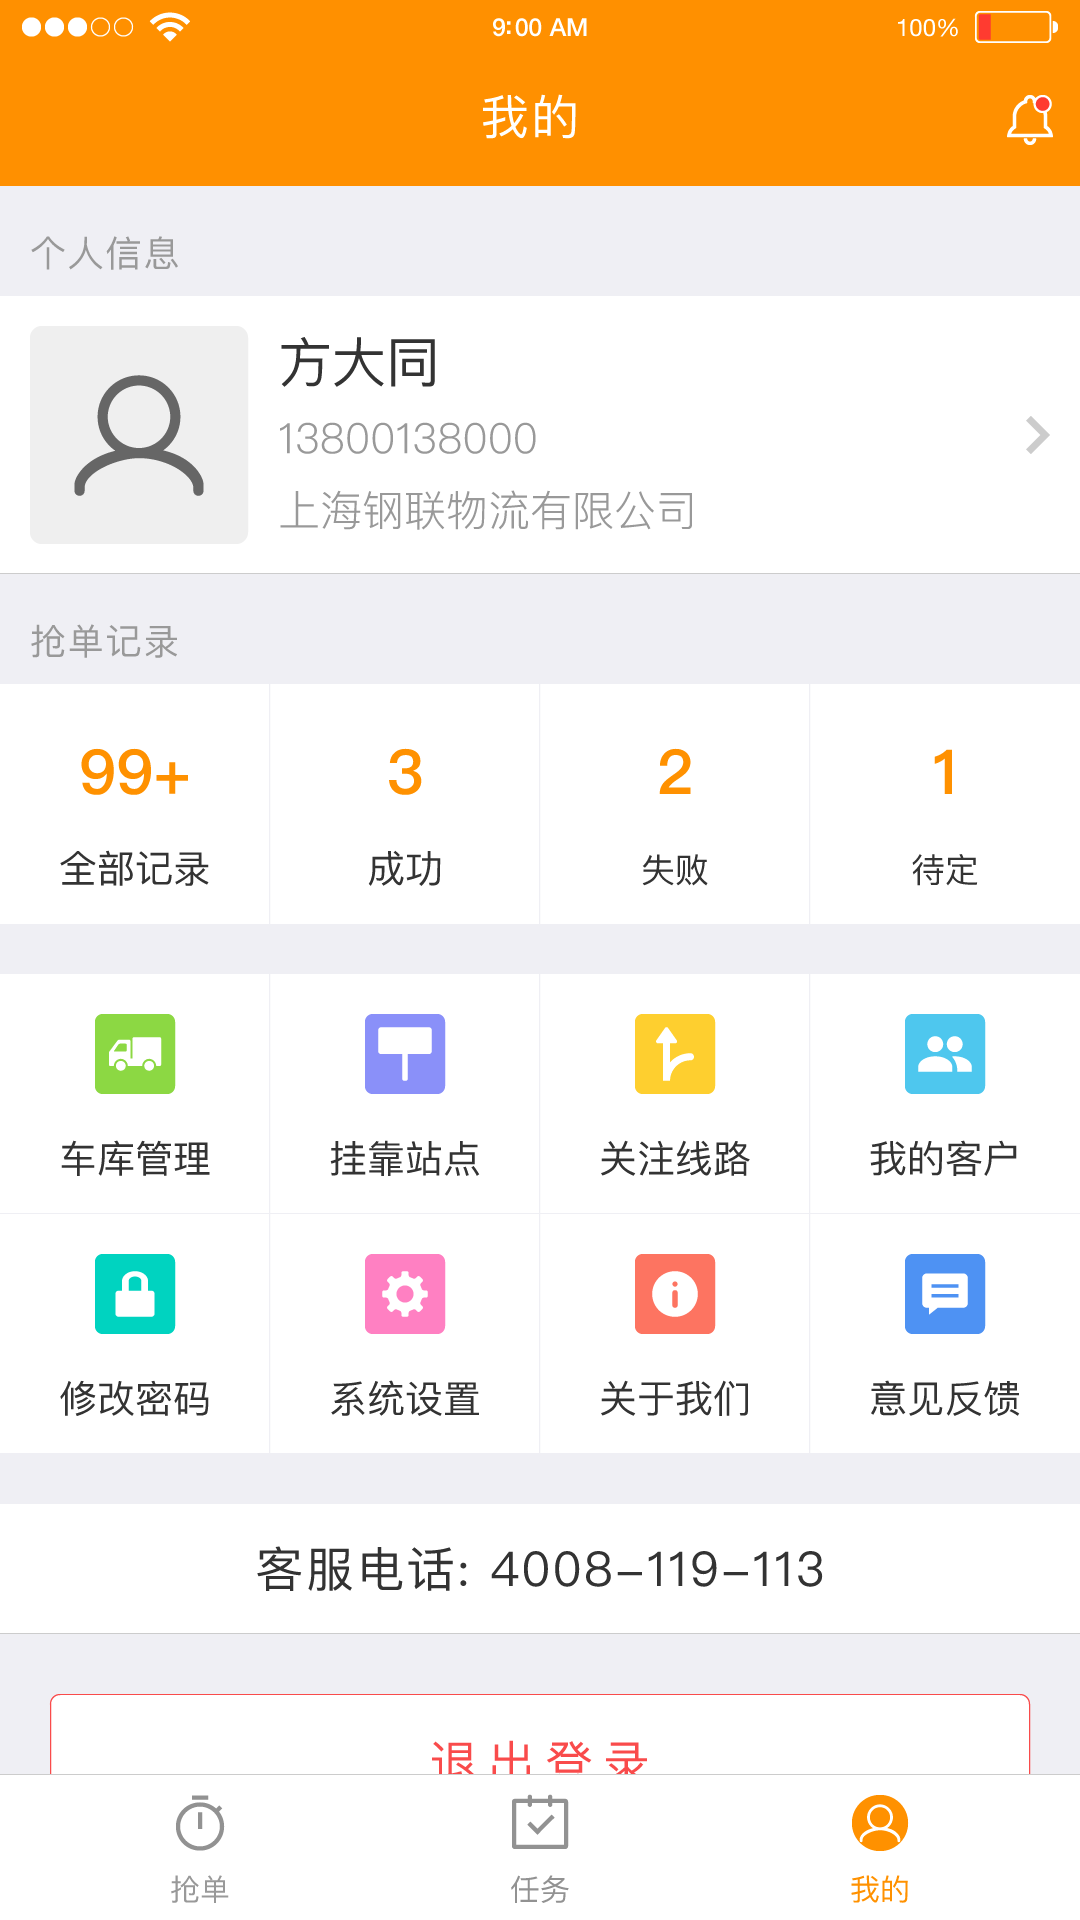 9:00 AM 100%
我的
个人信息
方大同
13800138000
上海钢联物流有限公司
抢单记录
99+ 3 2 1
全部记录 成功 失败 待定
车库管理 挂靠站点 关注线路 我的客户
修改密码 系统设置 关于我们 意见反馈
客服电话: 4008-119-113
退出登录
抢单 任务 我的